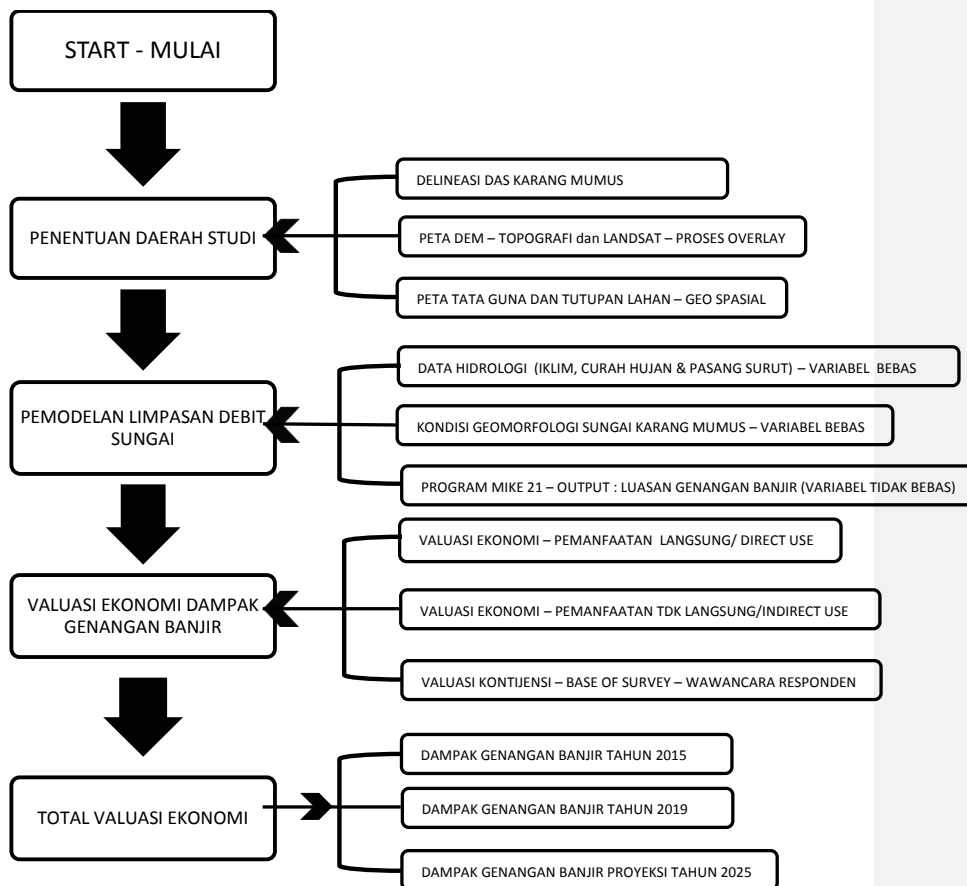 START - MULAI
DELINEASI DAS KARANG MUMUS
PENENTUAN DAERAH STUDI
PETA DEM – TOPOGRAFI dan LANDSAT – PROSES OVERLAY
PETA TATA GUNA DAN TUTUPAN LAHAN – GEO SPASIAL
DATA HIDROLOGI (IKLIM, CURAH HUJAN & PASANG SURUT) – VARIABEL BEBAS
PEMODELAN LIMPASAN DEBIT
SUNGAI
KONDISI GEOMORFOLOGI SUNGAI KARANG MUMUS – VARIABEL BEBAS
PROGRAM MIKE 21 – OUTPUT : LUASAN GENANGAN BANJIR (VARIABEL TIDAK BEBAS)
VALUASI EKONOMI – PEMANFAATAN LANGSUNG/ DIRECT USE
VALUASI EKONOMI DAMPAK
GENANGAN BANJIR
VALUASI EKONOMI – PEMANFAATAN TDK LANGSUNG/INDIRECT USE
VALUASI KONTIJENSI – BASE OF SURVEY – WAWANCARA RESPONDEN
DAMPAK GENANGAN BANJIR TAHUN 2015
TOTAL VALUASI EKONOMI
DAMPAK GENANGAN BANJIR TAHUN 2019
DAMPAK GENANGAN BANJIR PROYEKSI TAHUN 2025